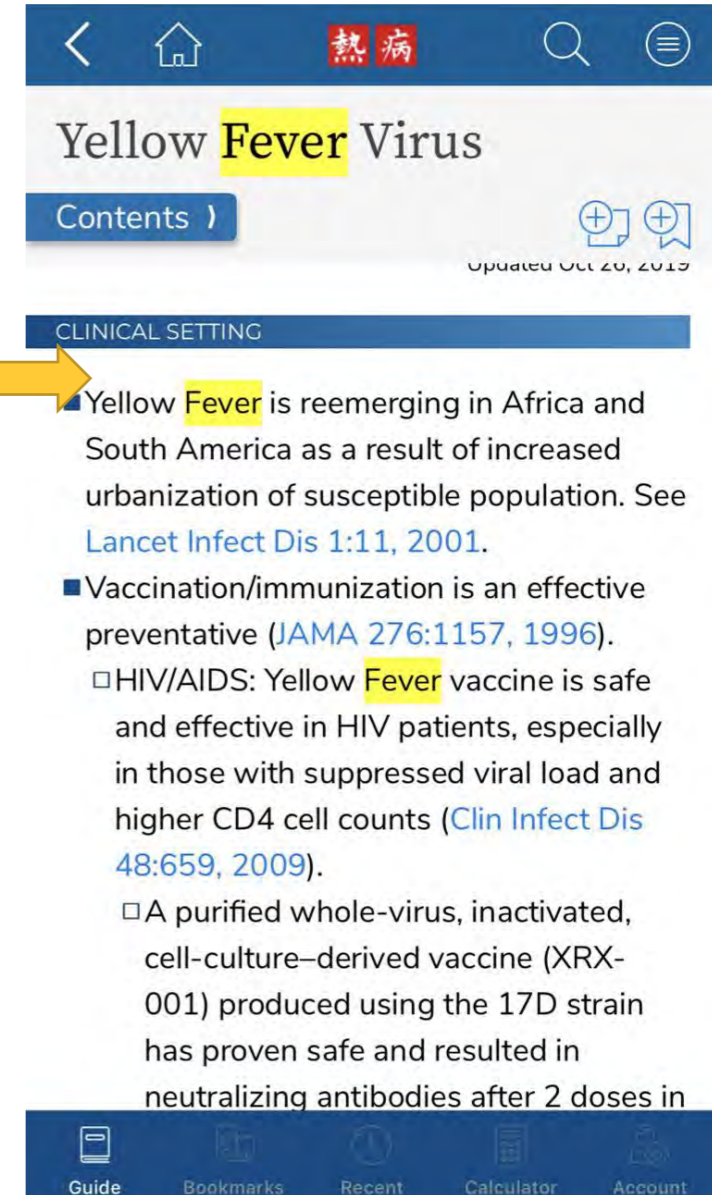 熱病
Yellow Fever Virus
Contents
Updated Oct 26, 2019
CLINICAL SETTING
Yellow Fever is reemerging in Africa and
South America as a result of increased
urbanization of susceptible population. See
Lancet Infect Dis 1:11, 2001.
Vaccination/immunization is an effective
preventative (JAMA 276:1157, 1996).
HIV/AIDS: Yellow Fever vaccine is safe
and effective in HIV patients, especially
in those with suppressed viral load and
higher CD4 cell counts (Clin Infect Dis
48:659, 2009).
A purified whole-virus, inactivated,
cell-culture–derived vaccine (XRX-
001) produced using the 17D strain
has proven safe and resulted in
neutralizing antibodies after 2 doses in
Guide Bookmarks Recent Calculator Account